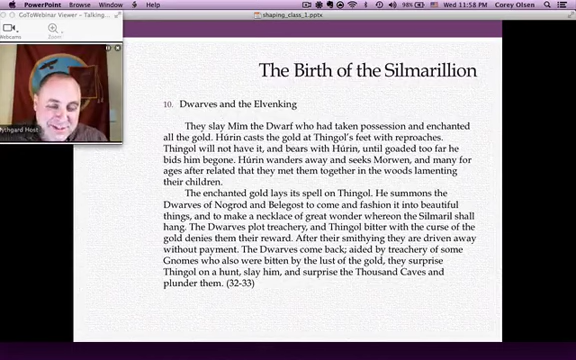 PowerPoint Browser Window Help
98% Wed 11:58 PM Corey Olsen
GoToWebinar Viewer - Talking...
shaping_class_1.pptx
Webcams
Zoom
Mythgard Host
The Birth of the Silmarillion
10. Dwarves and the Elvenking
They slay Mîm the Dwarf who had taken possession and enchanted
all the gold. Húrin casts the gold at Thingol's feet with reproaches.
Thingol will not have it, and bears with Húrin, until goaded too far he
bids him begone. Húrin wanders away and seeks Morwen, and many for
ages after related that they met them together in the woods lamenting
their children.
The enchanted gold lays its spell on Thingol. He summons the
Dwarves of Nogrod and Belegost to come and fashion it into beautiful
things, and to make a necklace of great wonder whereon the Silmaril shall
hang. The Dwarves plot treachery, and Thingol bitter with the curse of the
gold denies them their reward. After their smithying they are driven away
without payment. The Dwarves come back; aided by treachery of some
Gnomes who also were bitten by the lust of the gold, they surprise
Thingol on a hunt, slay him, and surprise the Thousand Caves and
plunder them. (32-33)